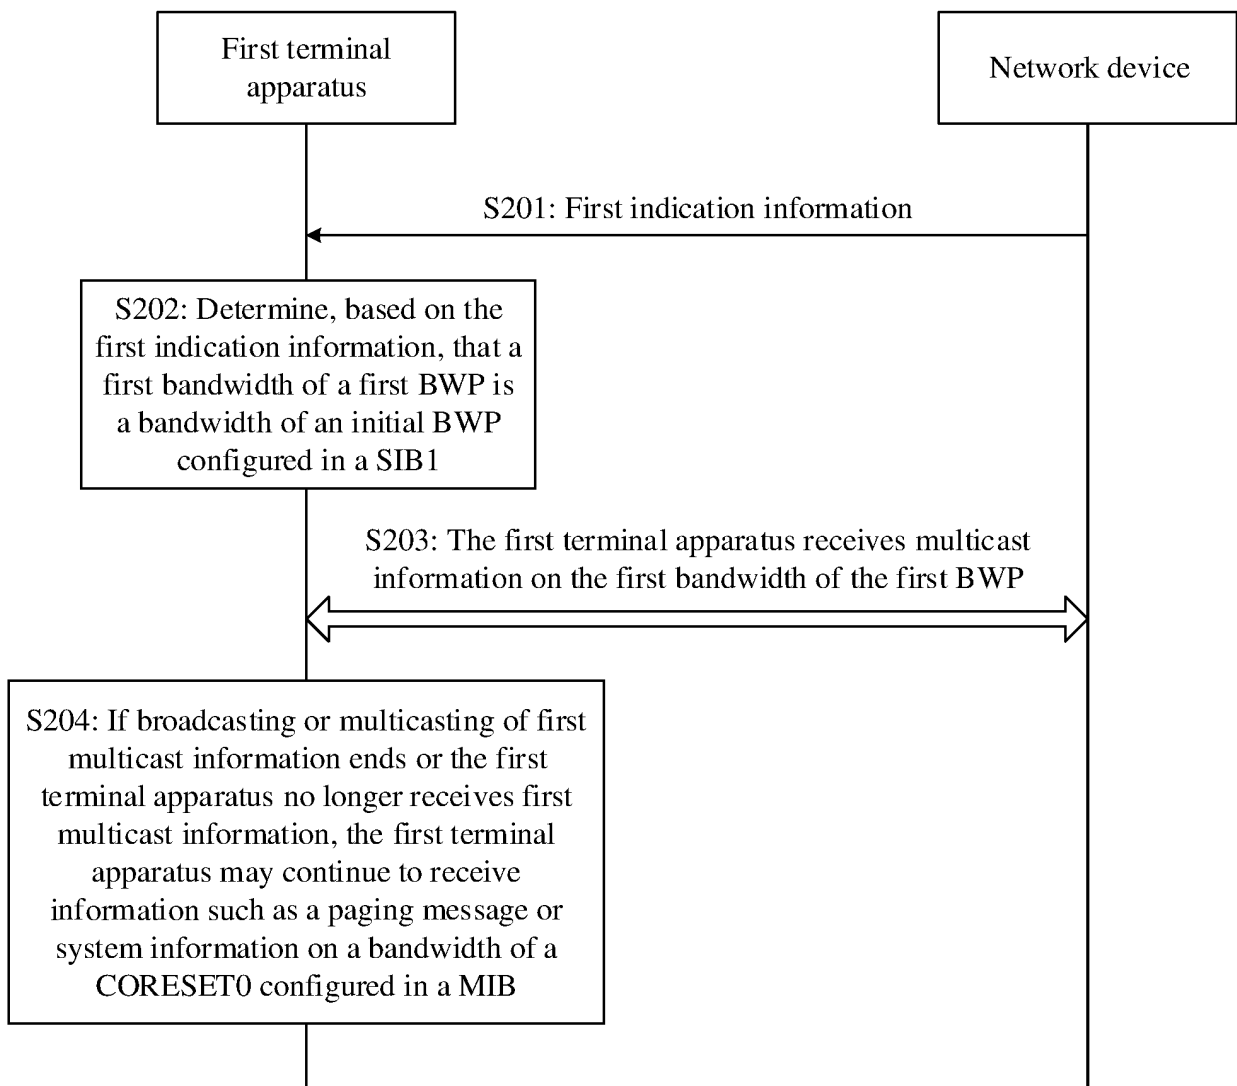 First terminal
apparatus
Network device
S201: First indication information
S202: Determine, based on the
first indication information, that a
first bandwidth of a first BWP is
a bandwidth of an initial BWP
configured in a SIB1
S203: The first terminal apparatus receives multicast
information on the first bandwidth of the first BWP
S204: If broadcasting or multicasting of first
multicast information ends or the first
terminal apparatus no longer receives first
multicast information, the first terminal
apparatus may continue to receive
information such as a paging message or
system information on a bandwidth of a
CORESET0 configured in a MIB